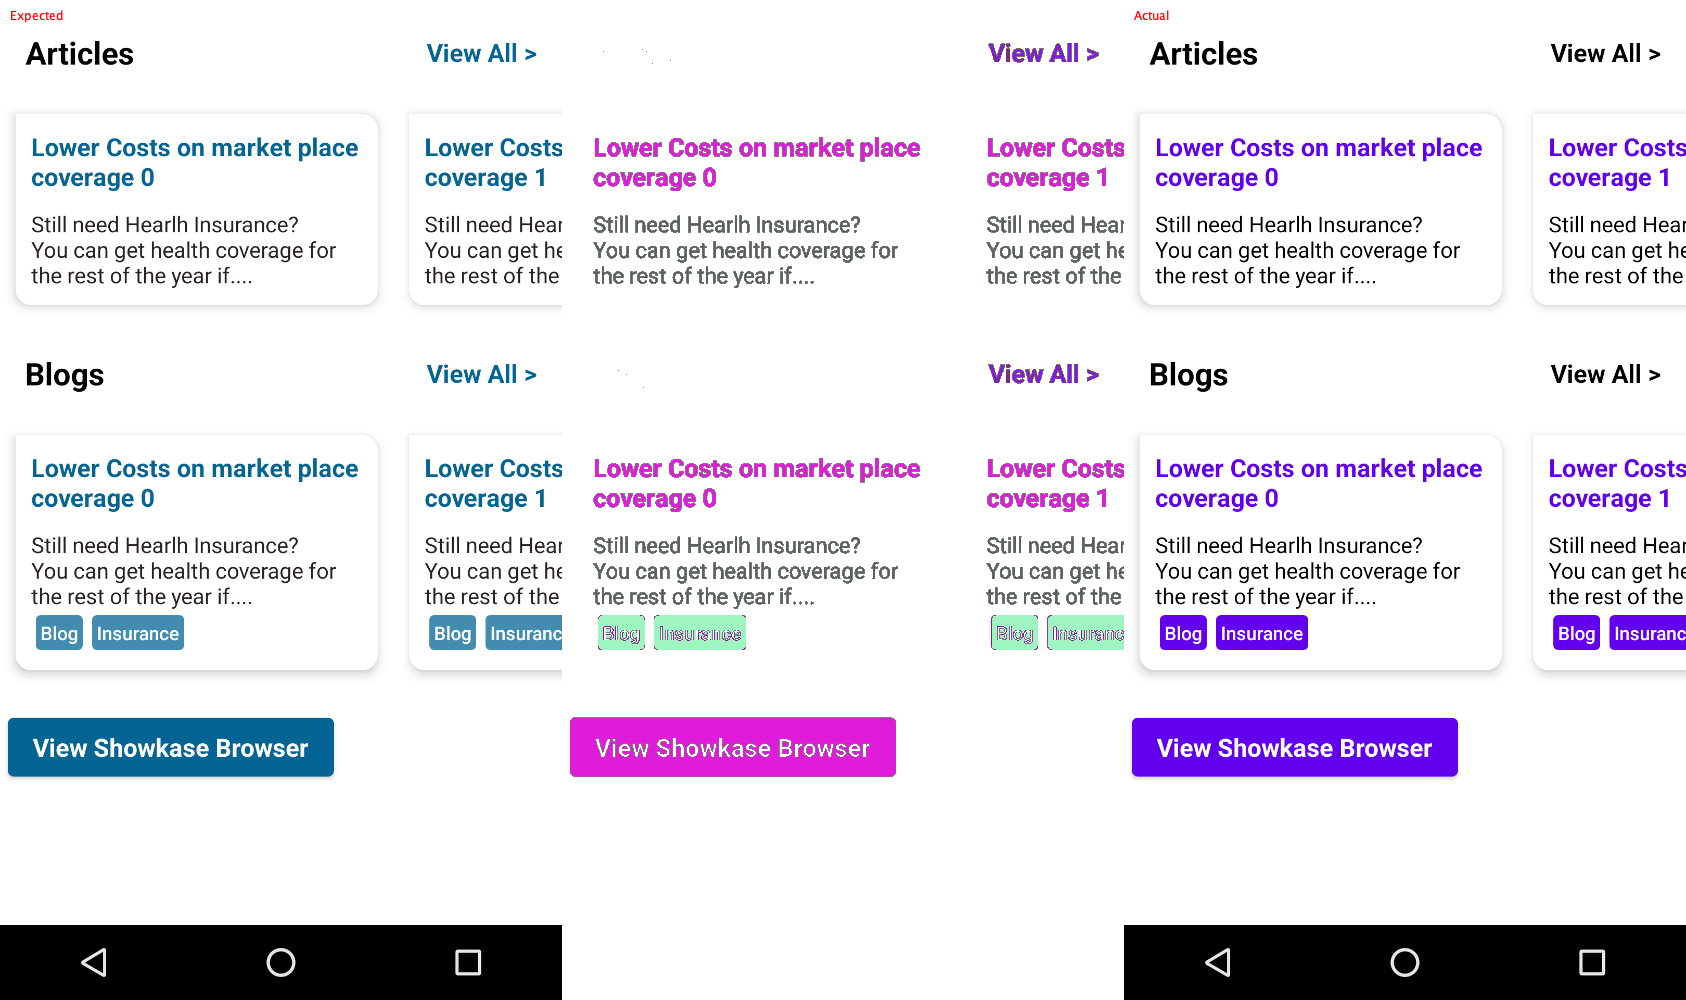 Expected
Articles
View All >
Lower Costs on market place
coverage 0
Still need Hearlh Insurance?
You can get health coverage for
the rest of the year if....
Lower Costs
coverage 1
Still need Hear
You can get he
the rest of the
Blogs
View All >
Lower Costs on market place
coverage 0
Still need Hearlh Insurance?
You can get health coverage for
the rest of the year if....
Blog
Insurance
Lower Costs
coverage 1
Still need Hear
You can get he
the rest of the
Blog
Insuranc
View Showkase Browser
View All >
Lower Costs on market place
coverage 0
Still need Hearlh Insurance?
You can get health coverage for
the rest of the year if....
Lower Costs
coverage 1
Still need Hear
You can get he
the rest of the
View All >
Lower Costs on market place
coverage 0
Still need Hearlh Insurance?
You can get health coverage for
the rest of the year if....
Blog
Insurance
Lower Costs
coverage 1
Still need Hear
You can get he
the rest of the
Blog
Insuranc
View Showkase Browser
Actual
Articles
View All >
Lower Costs on market place
coverage 0
Still need Hearlh Insurance?
You can get health coverage for
the rest of the year if....
Lower Costs
coverage 1
Still need Hear
You can get he
the rest of the
Blogs
View All >
Lower Costs on market place
coverage 0
Still need Hearlh Insurance?
You can get health coverage for
the rest of the year if....
Blog
Insurance
Lower Costs
coverage 1
Still need Hear
You can get he
the rest of the
Blog
Insuranc
View Showkase Browser